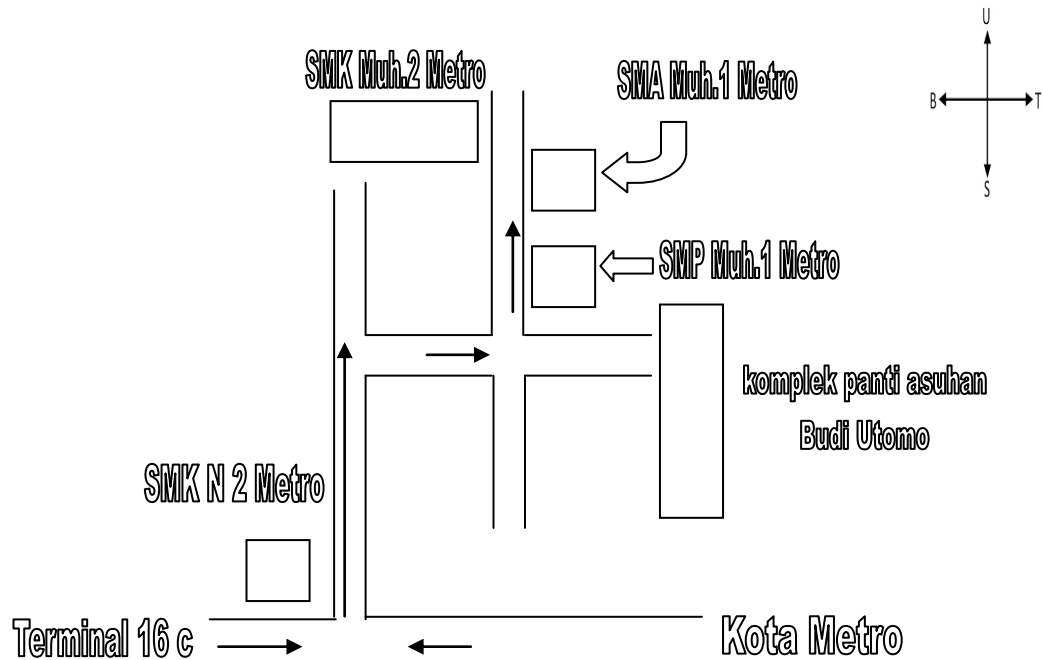 U
SMK Muh.2 Metro
SMA Muh.1 Metro
B
T
S
SMP Muh.1 Metro
komplek panti asuhan
Budi Utomo
SMK N 2 Metro
Terminal 16 c
Kota Metro